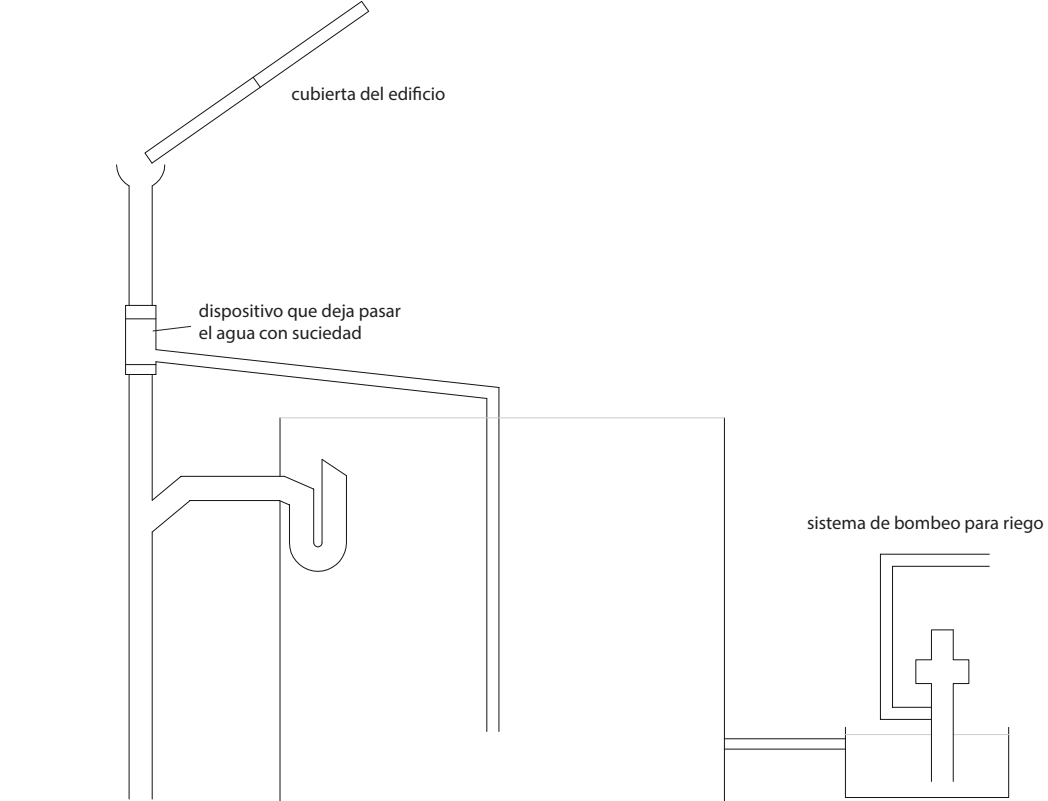 cubierta del edificio
dispositivo que deja pasar
el agua con suciedad
sistema de bombeo para riego